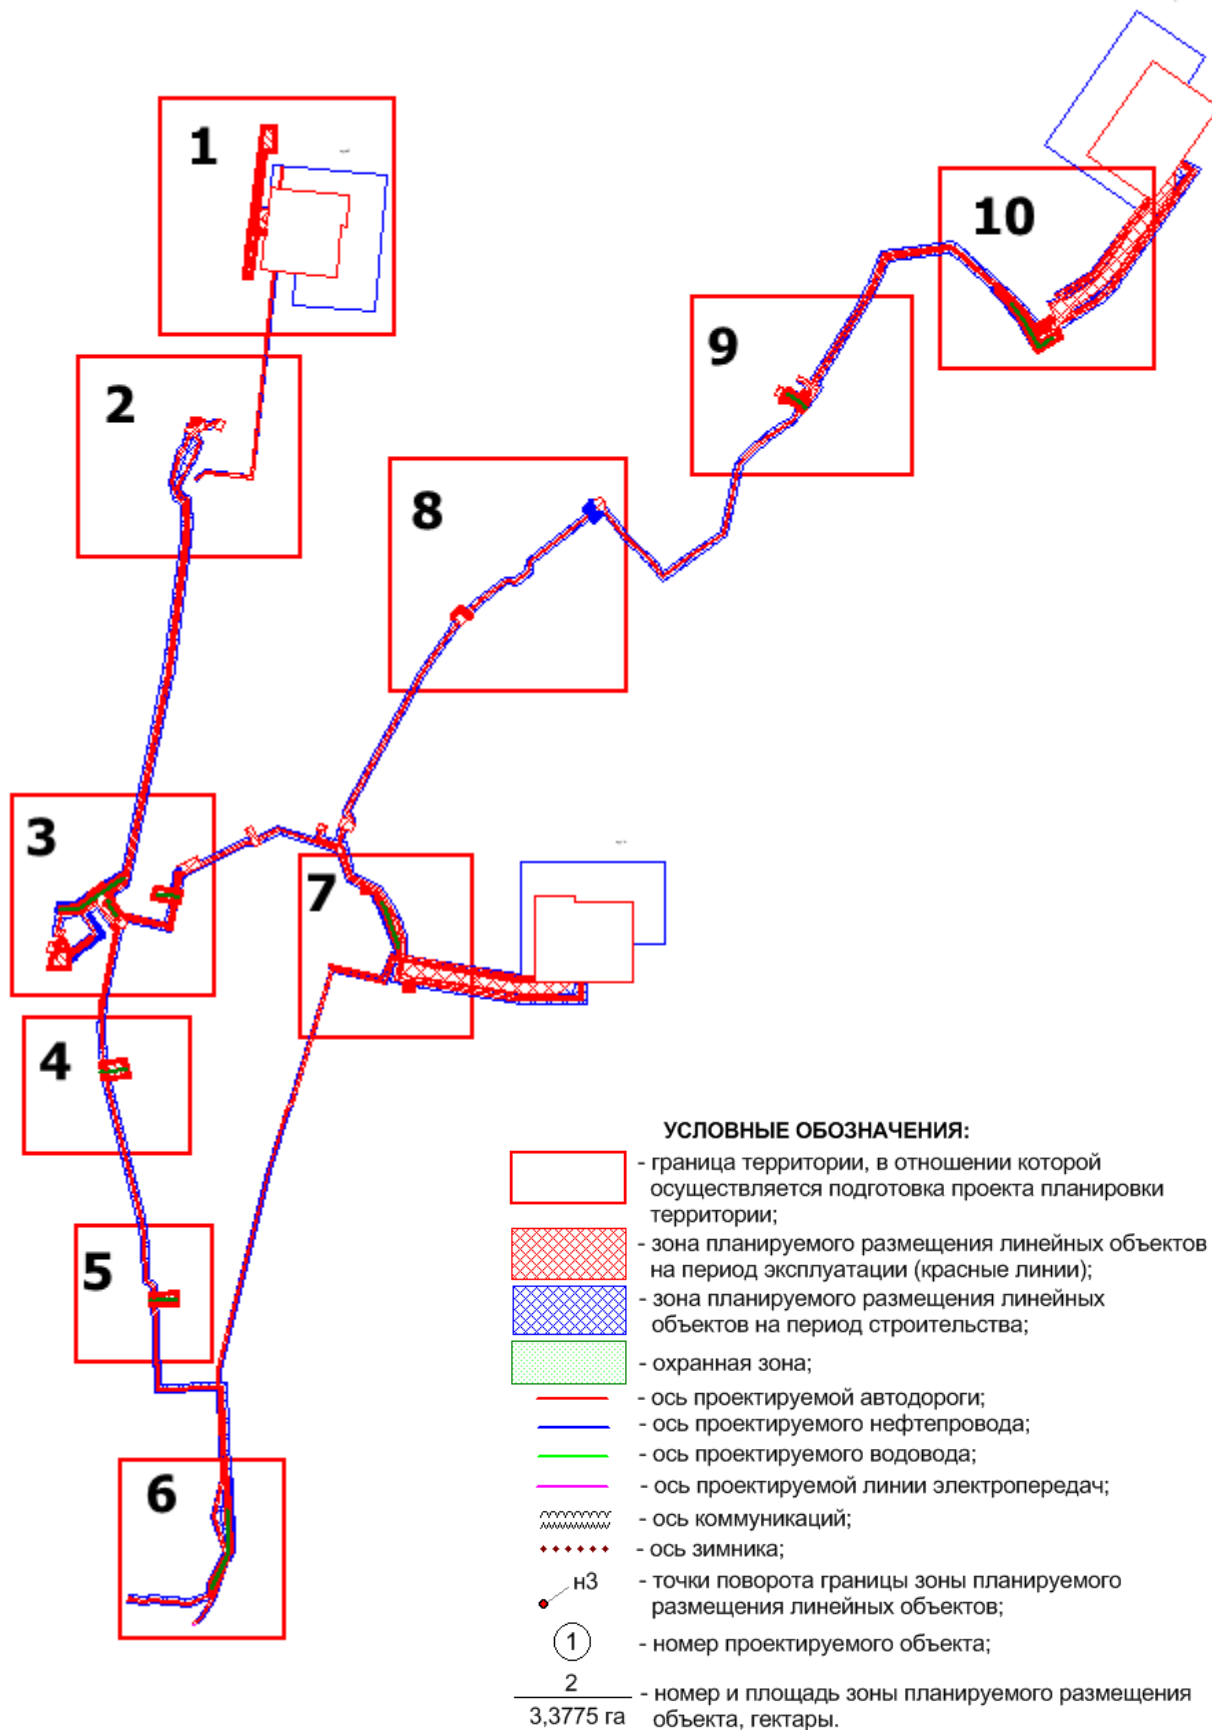 1
10
2
9
8
3
7
4
5
6
УСЛОВНЫЕ ОБОЗНАЧЕНИЯ:
- граница территории, в отношении которой
осуществляется подготовка проекта планировки
территории;
- зона планируемого размещения линейных объектов
на период эксплуатации (красные линии);
- зона планируемого размещения линейных
объектов на период строительства;
- охранная зона;
- ось проектируемой автодороги;
- ось проектируемого нефтепровода;
- ось проектируемого водовода;
- ось проектируемой линии электропередач;
- ось коммуникаций;
- ось зимника;
н3 - точки поворота границы зоны планируемого
размещения линейных объектов;
1 - номер проектируемого объекта;
2
3,3775 га
- номер и площадь зоны планируемого размещения
объекта, гектары.